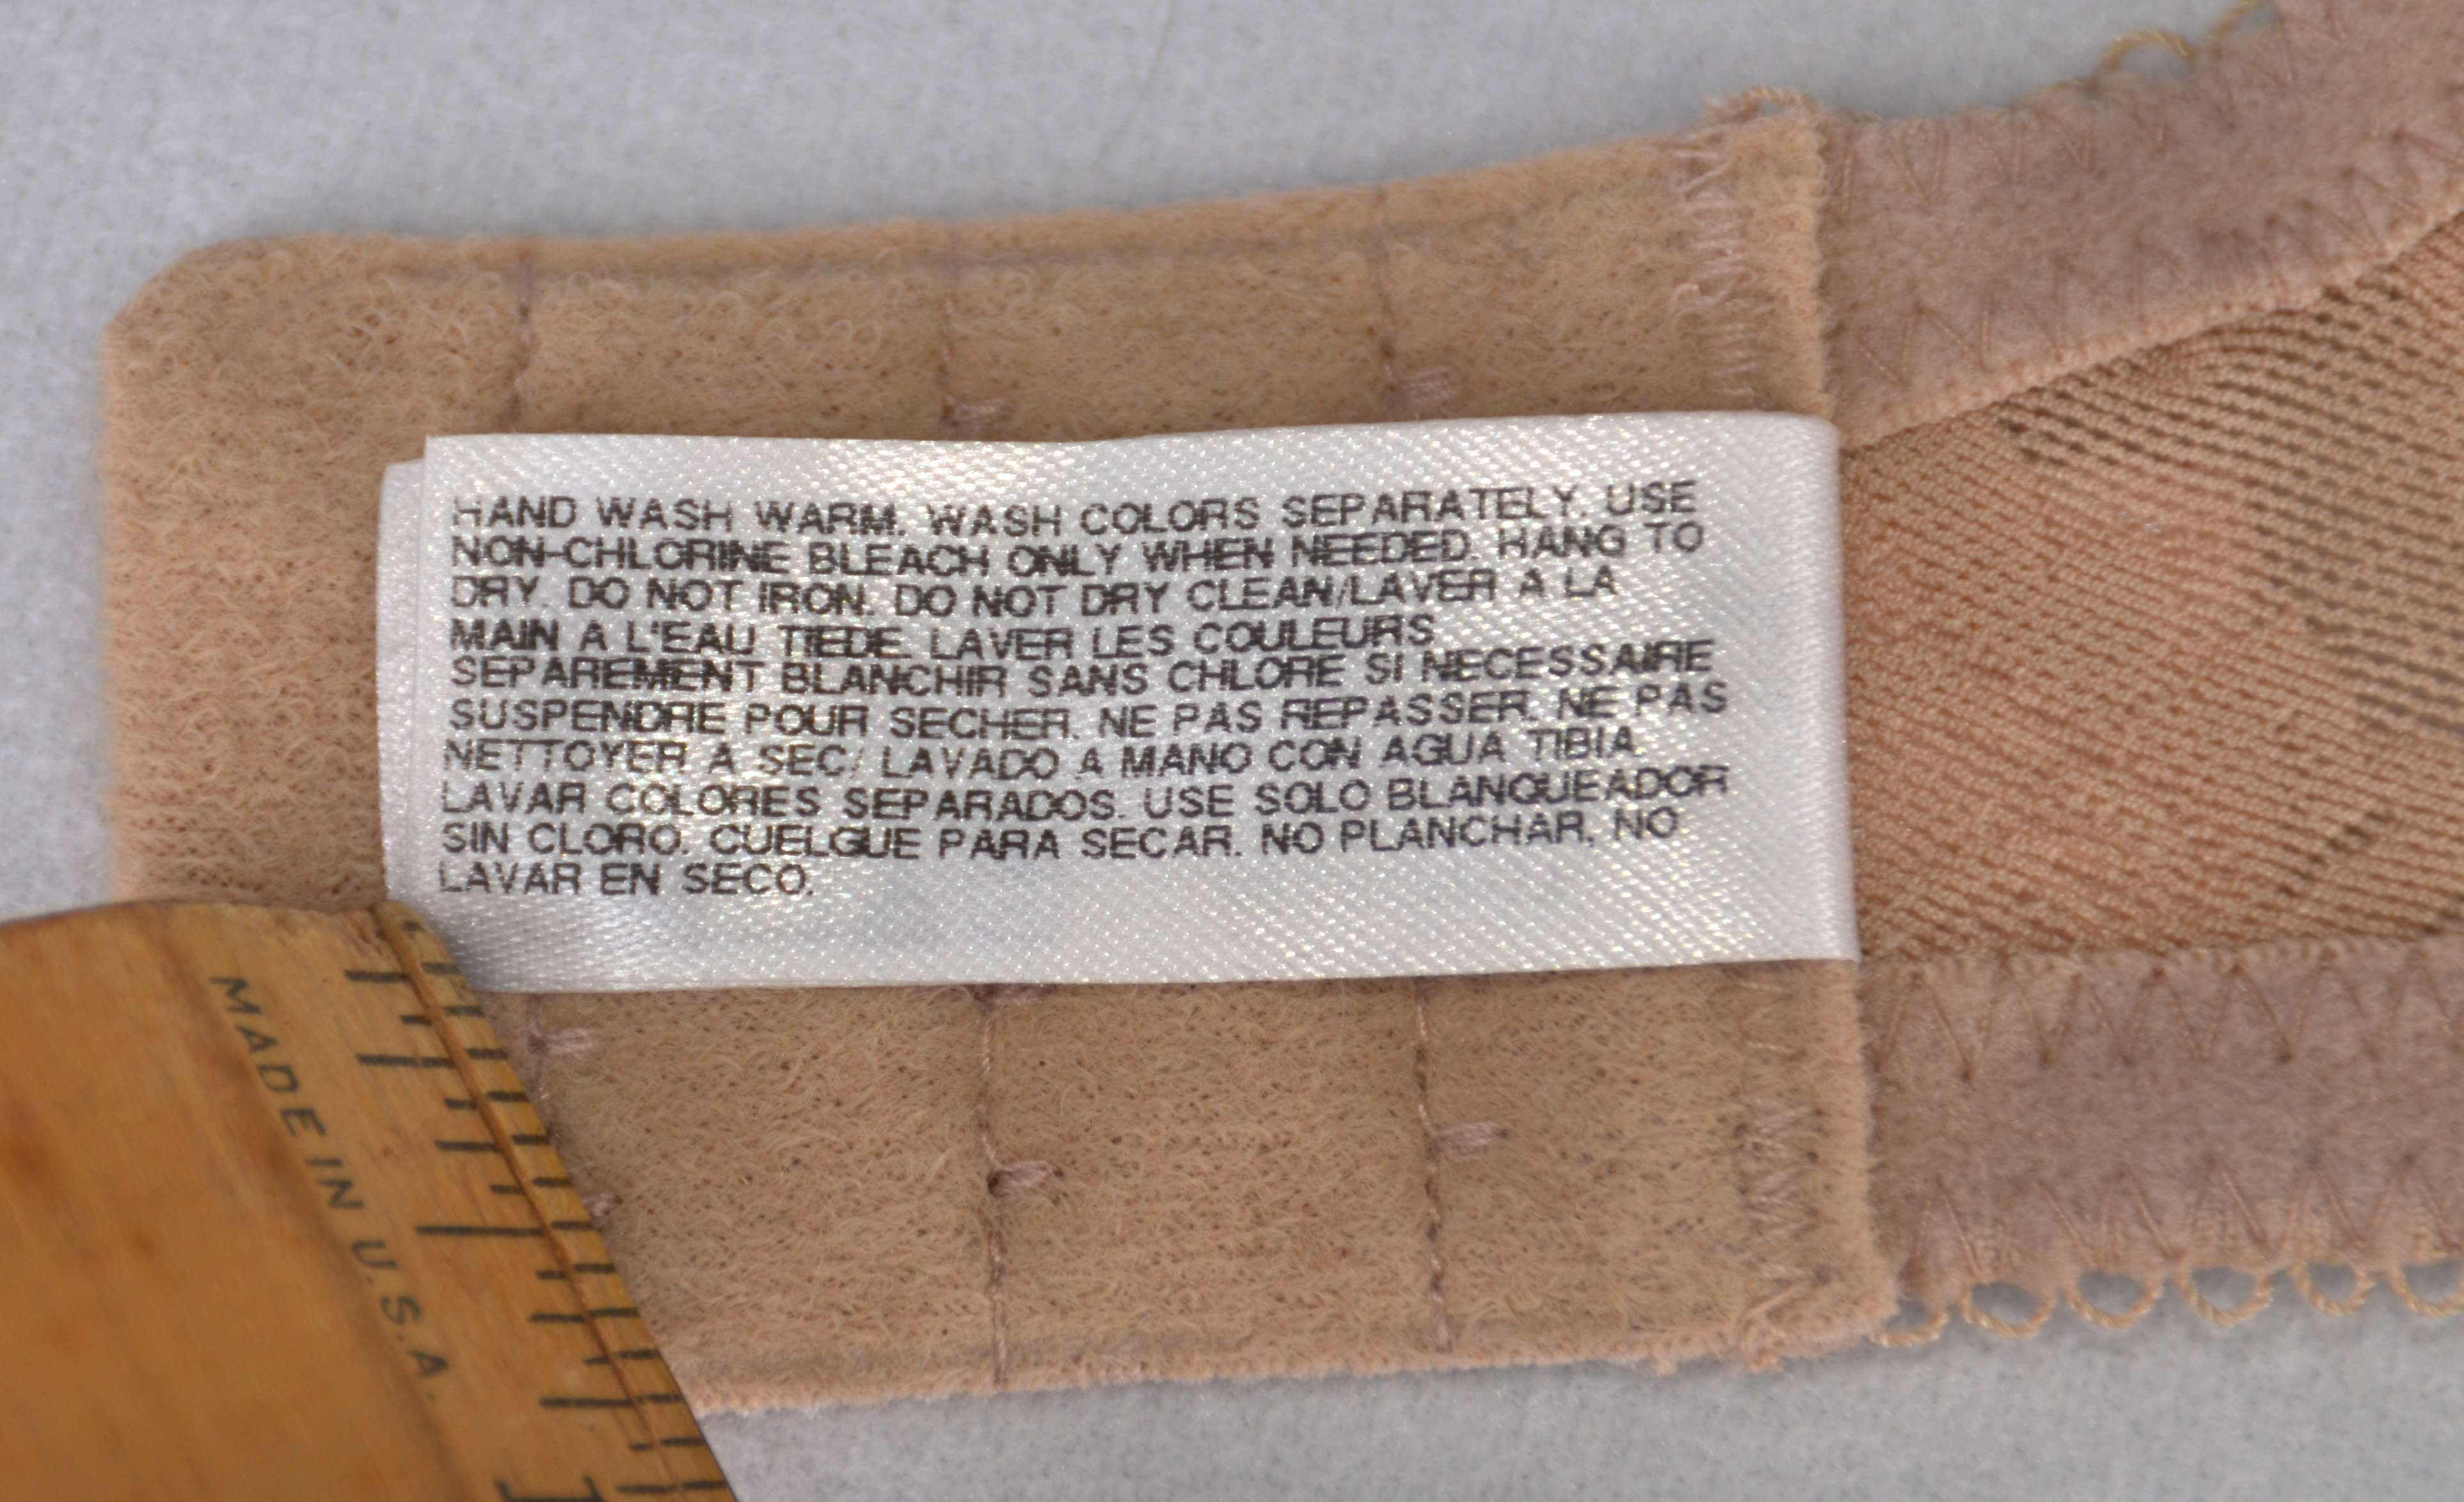 HAND WASH WARM. WASH COLORS SEPARATELY. USE
NON-CHLORINE BLEACH ONLY WHEN NEEDED. HANG TO
DRY. DO NOT IRON. DO NOT DRY CLEAN/LAVER A LA
MAIN A L'EAU TIEDE. LAVER LES COULEURS
SEPAREMENT BLANCHIR SANS CHLORE SI NECESSAIRE
SUSPENDRE POUR SECHER. NE PAS REPASSER. NE PAS
NETTOYER A SEC/ LAVADO A MANO CON AGUA TIBIA.
LAVAR COLORES SEPARADOS. USE SOLO BLANQUEADOR
SIN CLORO. CUELGUE PARA SECAR. NO PLANCHAR, NO
LAVAR EN SECO.
MADE IN U.S.A.